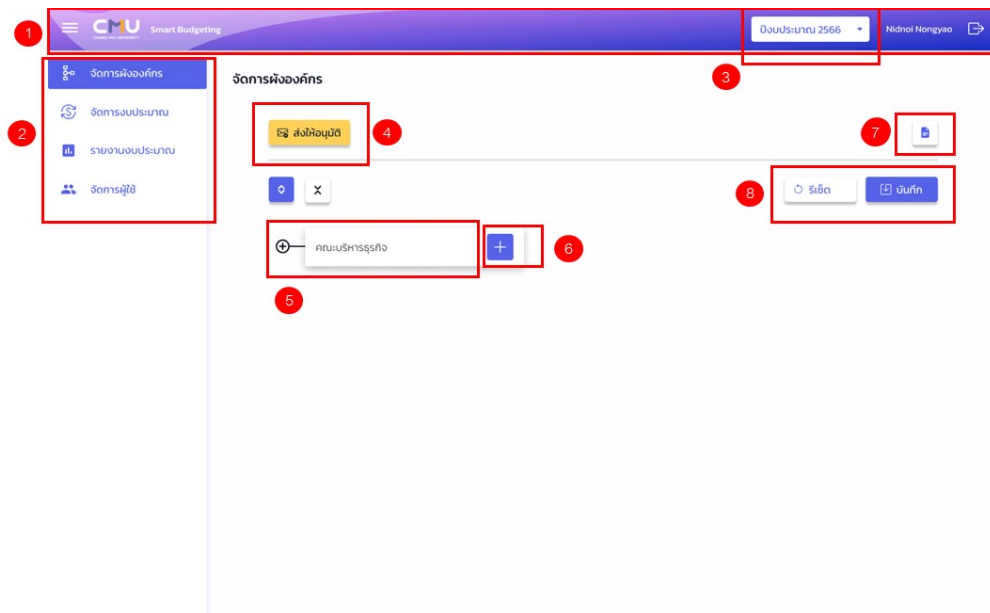 1
CMU
CHIANG MAI UNIVERSITY
Smart Budgeting
ปีงบประมาณ 2566
Nidnoi Nongyao
3
2
จัดการผังองค์กร
จัดการงบประมาณ
รายงานงบประมาณ
จัดการผู้ใช้
จัดการผังองค์กร
ส่งให้อนุมัติ
4
7
8
รีเซ็ต
บันทึก
คณะบริหารธุรกิจ
6
5